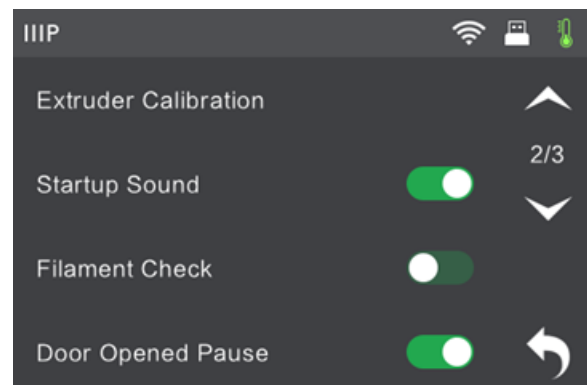 IIIP
Extruder Calibration
2/3
Startup Sound
Filament Check
Door Opened Pause